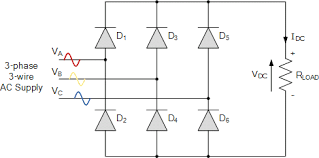 D1 D3 D5
IDC
+
VA
3-phase
3-wire
AC Supply
VB
VC
VDC
RLOAD
-
D2 D4 D6